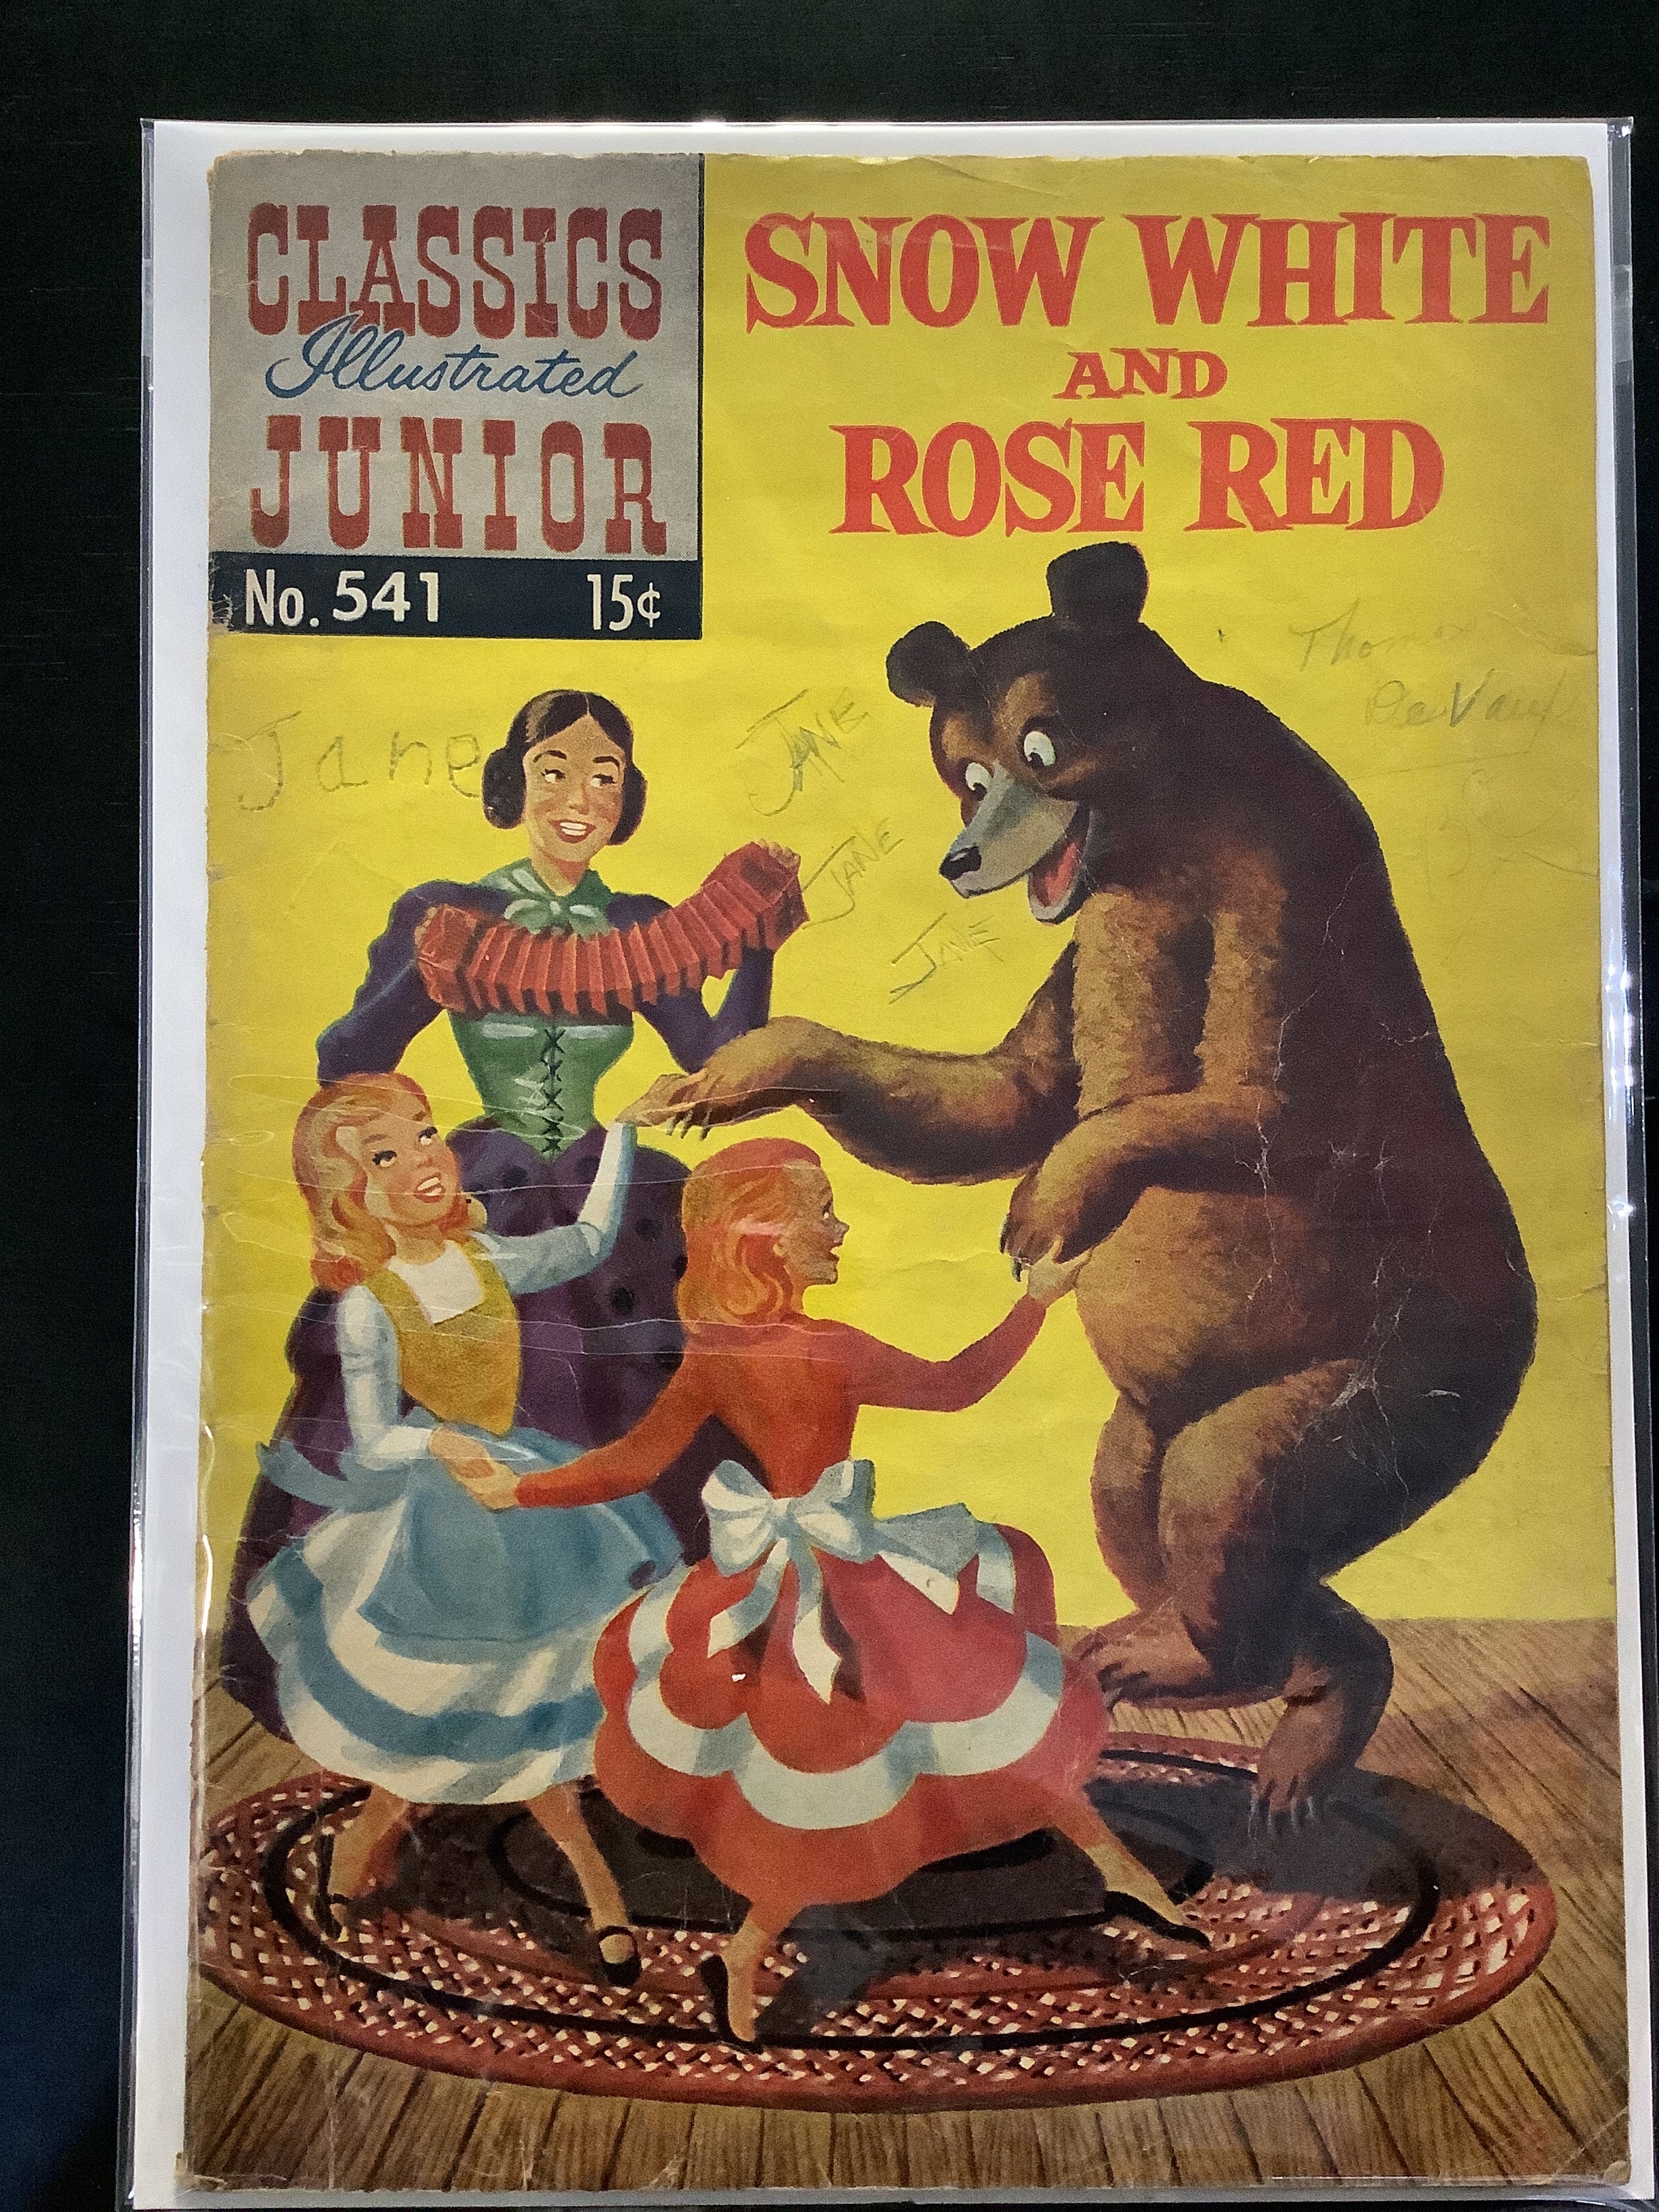 CLASSICS
Illustrated
JUNIOR
No. 541 15¢
SNOW WHITE
AND
ROSE RED
Thomas
Jane
JANE
JANE
JANE